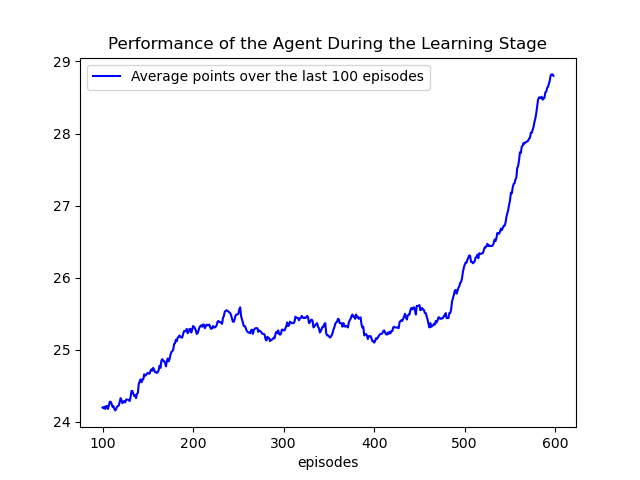 Performance of the Agent During the Learning Stage
Average points over the last 100 episodes
29
28
27
26
25
24
100 200 300 400 500 600
episodes